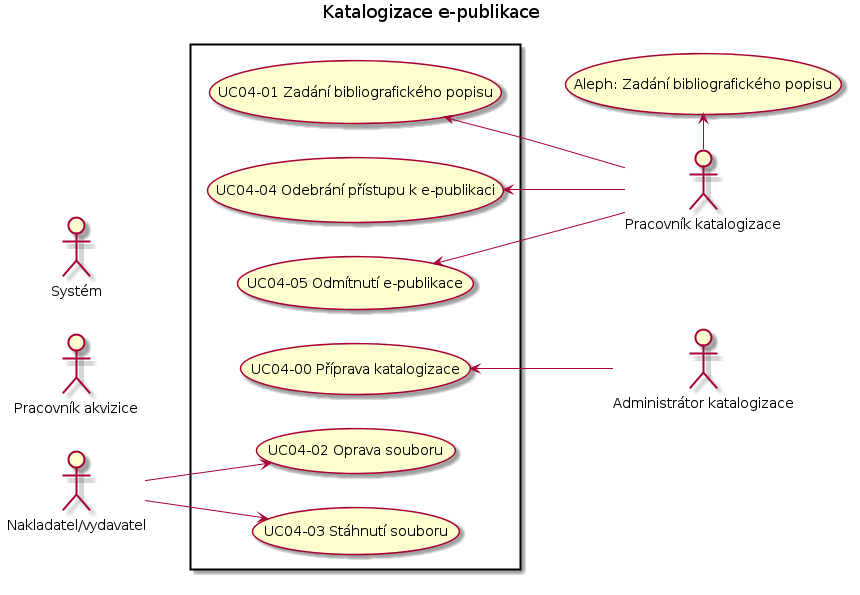 Katalogizace e-publikace
UC04-01 Zadání bibliografického popisu
Aleph: Zadání bibliografického popisu
UC04-04 Odebrání přístupu k e-publikaci
Pracovník katalogizace
UC04-05 Odmítnutí e-publikace
Systém
UC04-00 Příprava katalogizace
Administrátor katalogizace
Pracovník akvizice
UC04-02 Oprava souboru
Nakladatel/vydavatel
UC04-03 Stáhnutí souboru